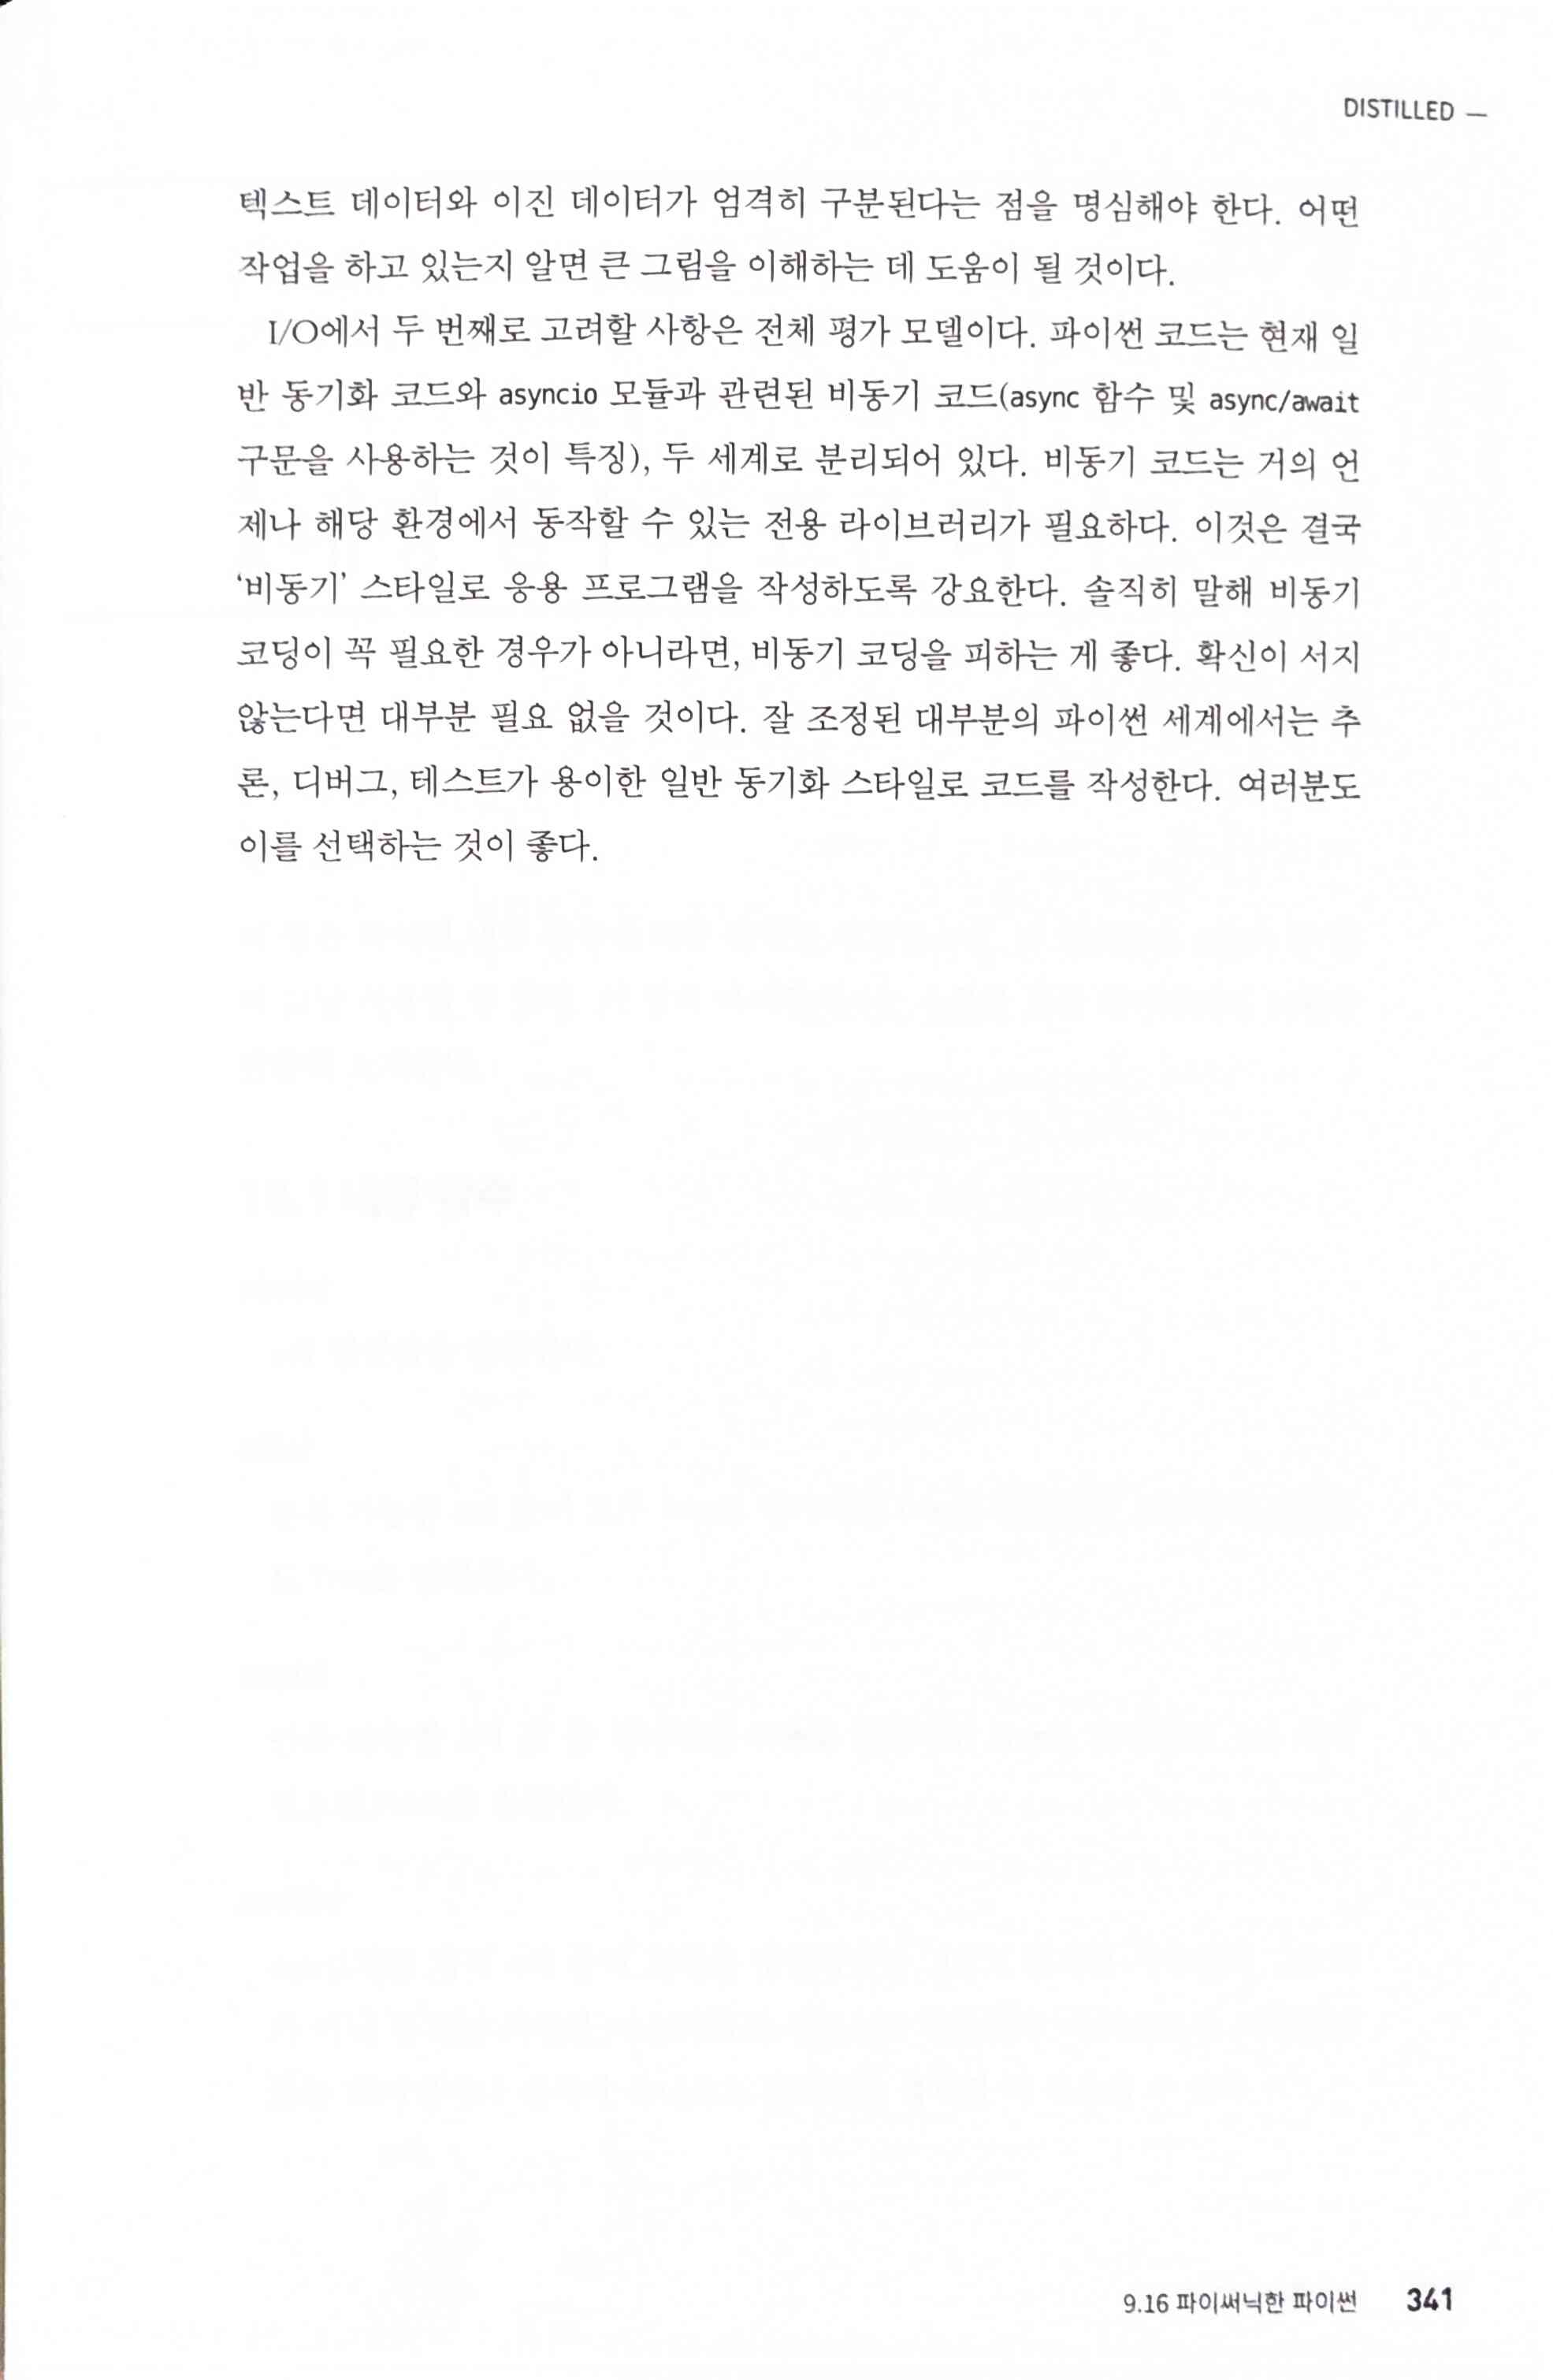 DISTILLED —
텍스트 데이터와 이진 데이터가 엄격히 구분된다는 점을 명심해야 한다. 어떤
작업을 하고 있는지 알면 큰 그림을 이해하는 데 도움이 될 것이다.
I/O에서 두 번째로 고려할 사항은 전체 평가 모델이다. 파이썬 코드는 현재 일
반 동기화 코드와 asyncio 모듈과 관련된 비동기 코드(async 함수 및 async/await
구문을 사용하는 것이 특징), 두 세계로 분리되어 있다. 비동기 코드는 거의 언
제나 해당 환경에서 동작할 수 있는 전용 라이브러리가 필요하다. 이것은 결국
‘비동기’ 스타일로 응용 프로그램을 작성하도록 강요한다. 솔직히 말해 비동기
코딩이 꼭 필요한 경우가 아니라면, 비동기 코딩을 피하는 게 좋다. 확신이 서지
않는다면 대부분 필요 없을 것이다. 잘 조정된 대부분의 파이썬 세계에서는 추
론, 디버그, 테스트가 용이한 일반 동기화 스타일로 코드를 작성한다. 여러분도
이를 선택하는 것이 좋다.
9.16 파이써닉한 파이썬 341